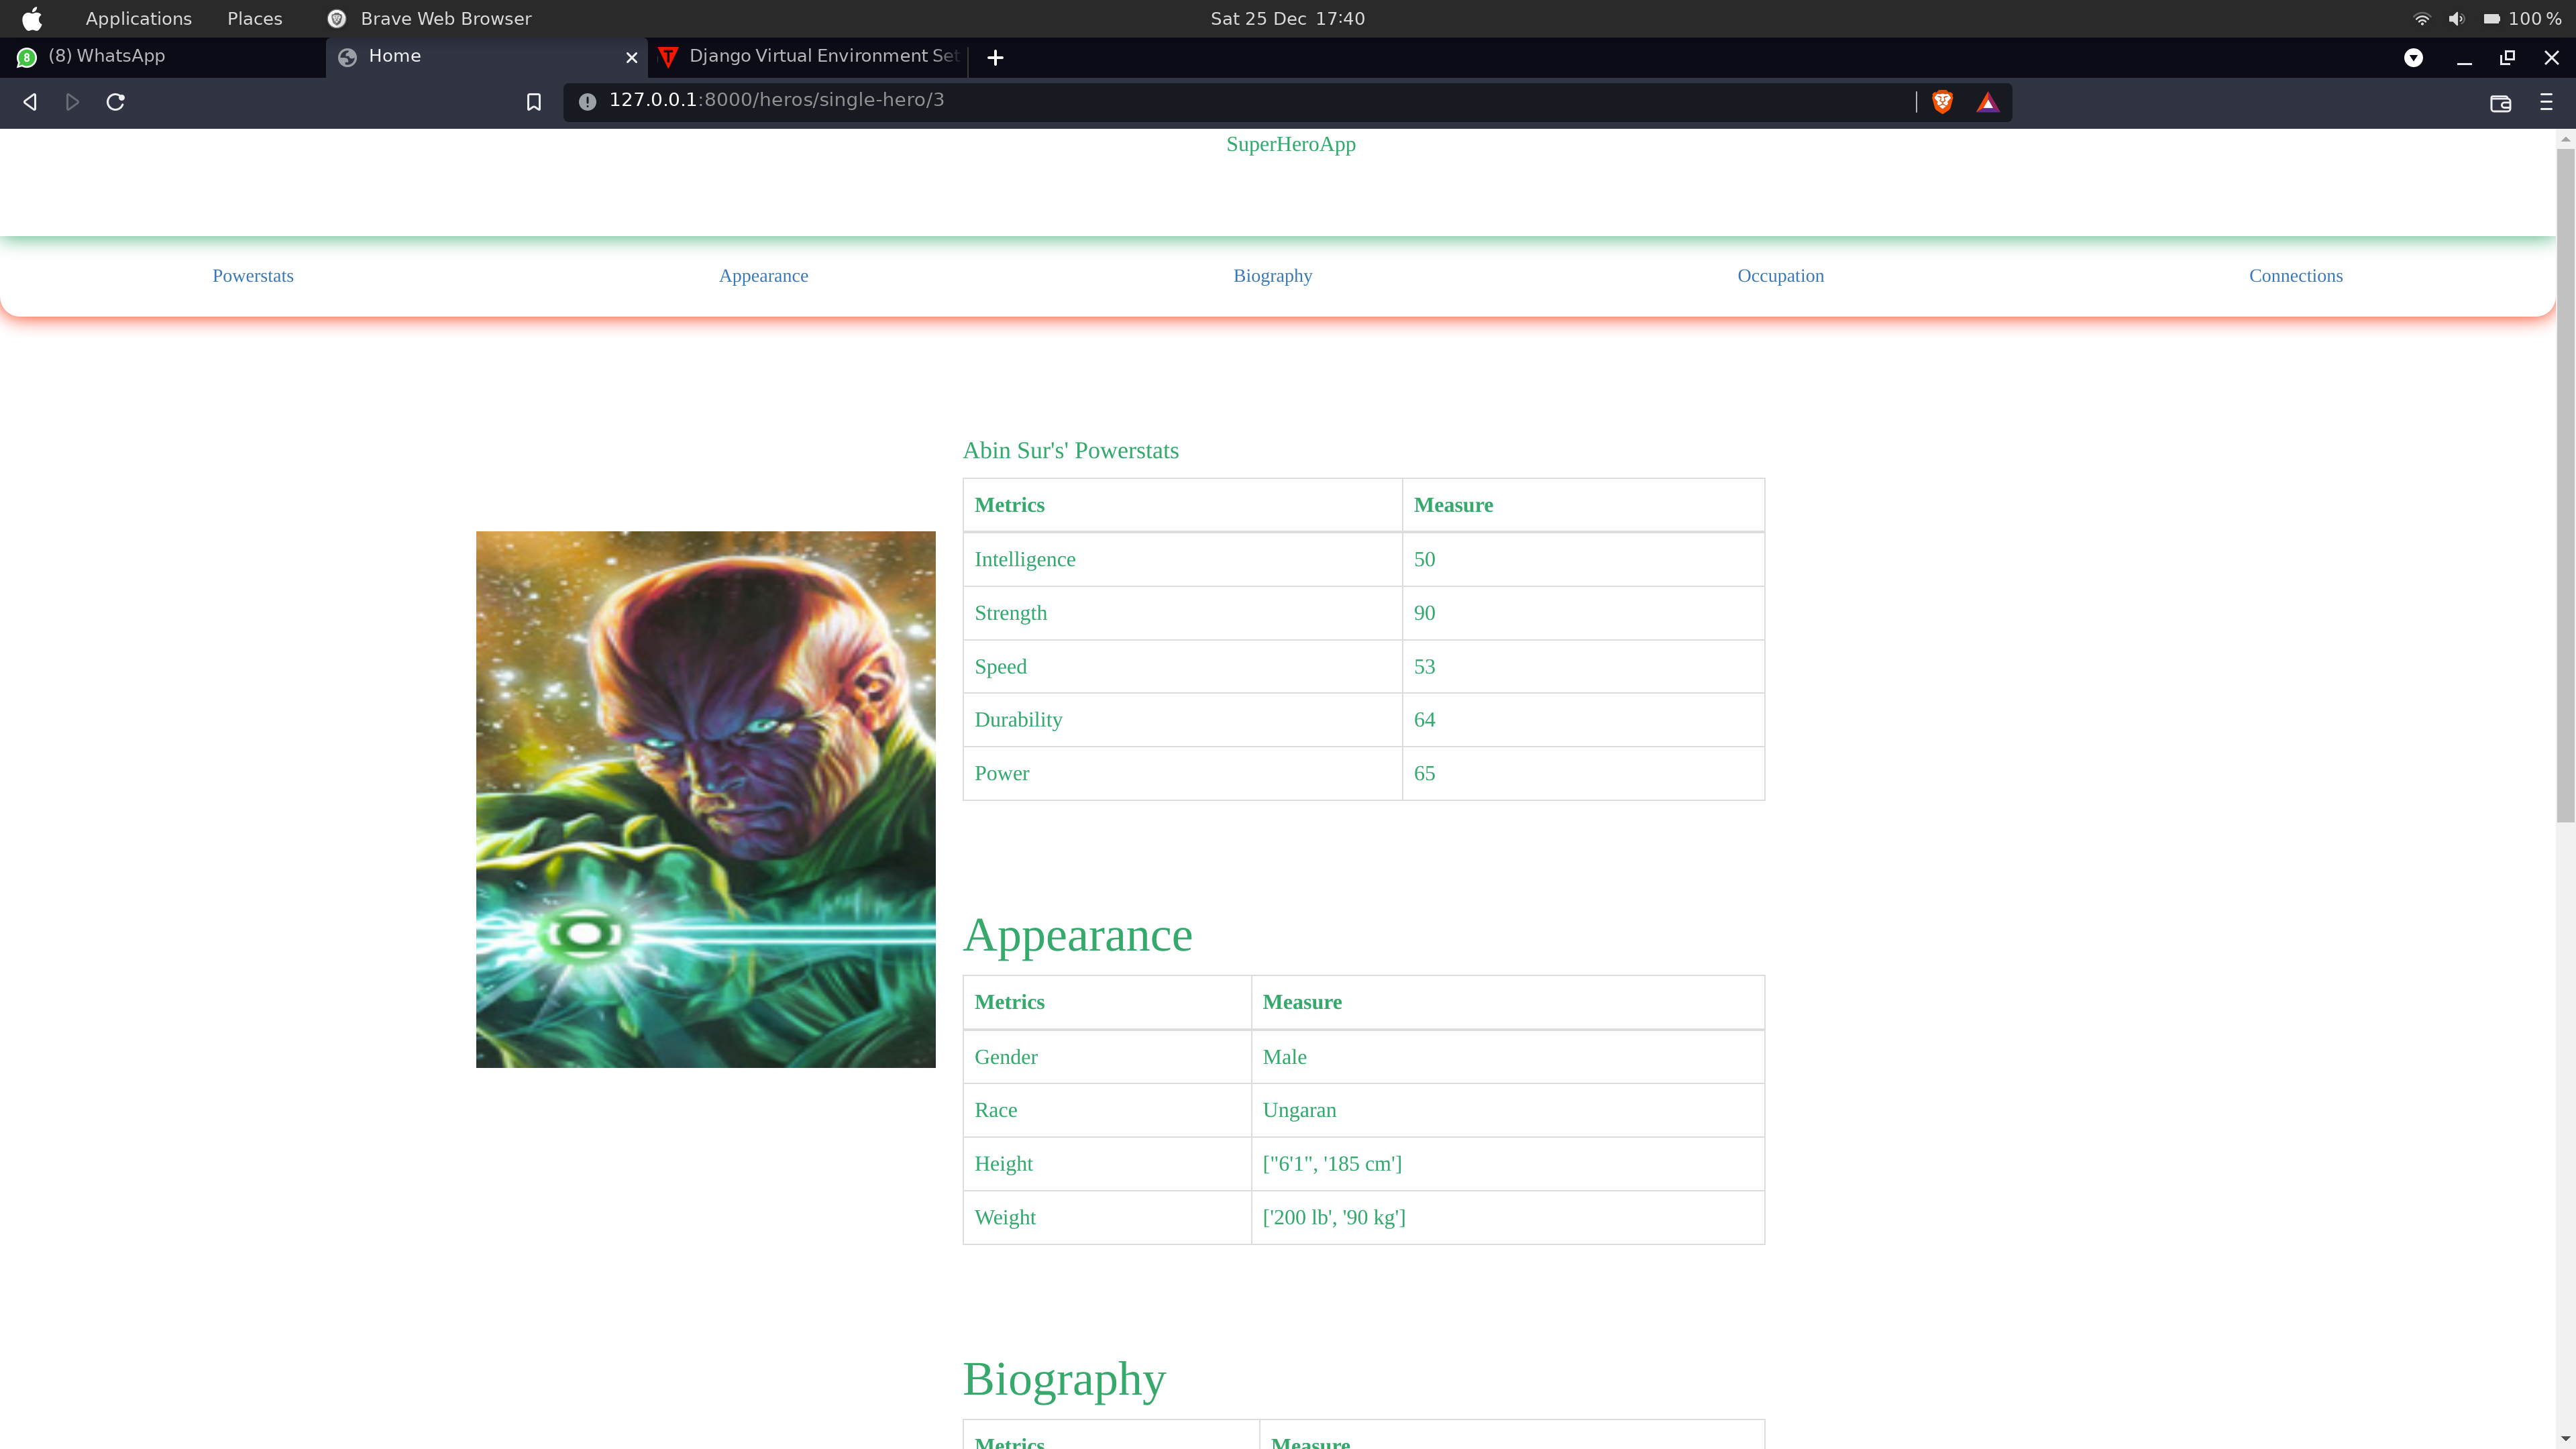 Applications Places Brave Web Browser Sat 25 Dec 17:40 100 %
8 (8) WhatsApp Home Django Virtual Environment Set
127.0.0.1:8000/heros/single-hero/3
SuperHeroApp
Powerstats Appearance Biography Occupation Connections
Abin Sur's' Powerstats
Metrics Measure
Intelligence 50
Strength 90
Speed 53
Durability 64
Power 65
Appearance
Metrics Measure
Gender Male
Race Ungaran
Height ["6'1", '185 cm']
Weight ['200 lb', '90 kg']
Biography
Metrics Measure